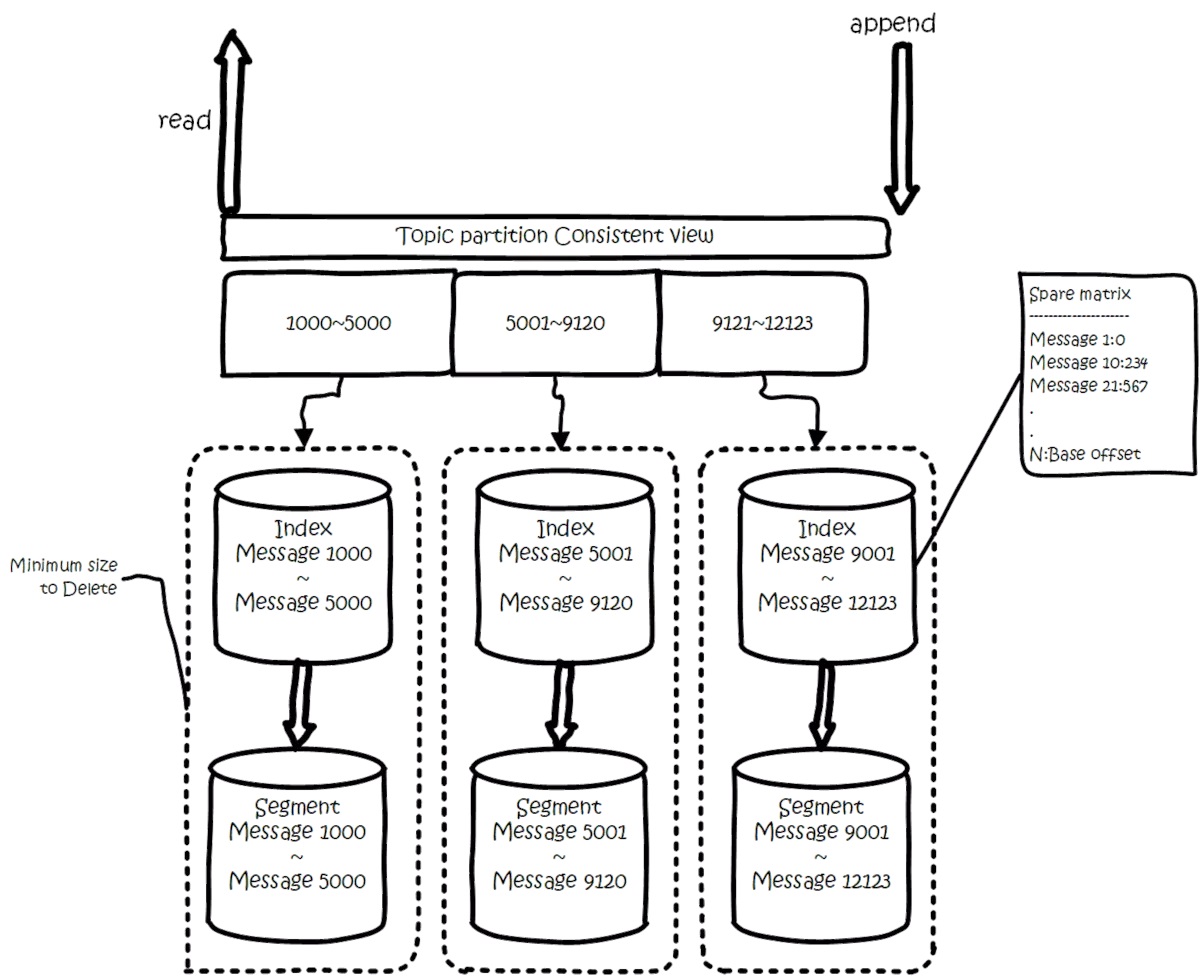 append
read
Topic partition Consistent view
1000~5000
5001~9120
9121~12123
Spare matrix
--------------------
Message 1:0
Message 10:234
Message 21:567
.
.
N:Base offset
Minimum size
to Delete
Index
Message 1000
~
Message 5000
Index
Message 5001
~
Message 9120
Index
Message 9001
~
Message 12123
Segment
Message 1000
~
Message 5000
Segment
Message 5001
~
Message 9120
Segment
Message 9001
~
Message 12123